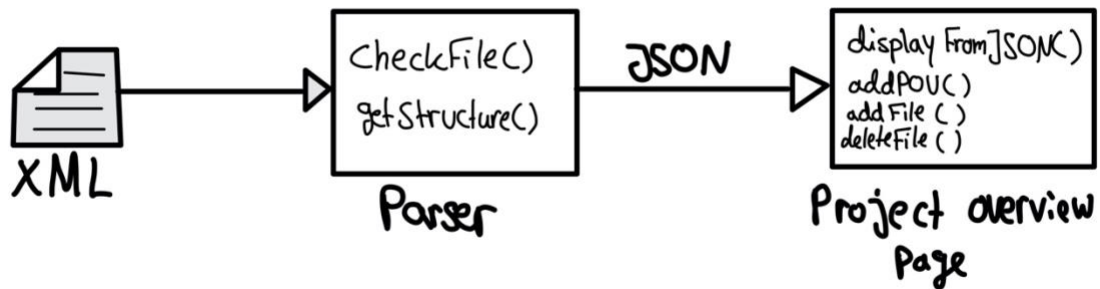 XML
CheckFile()
getStructure()
Parser
JSON
displayFromJSON()
addPOU()
addFile()
deleteFile()
Project overview
page